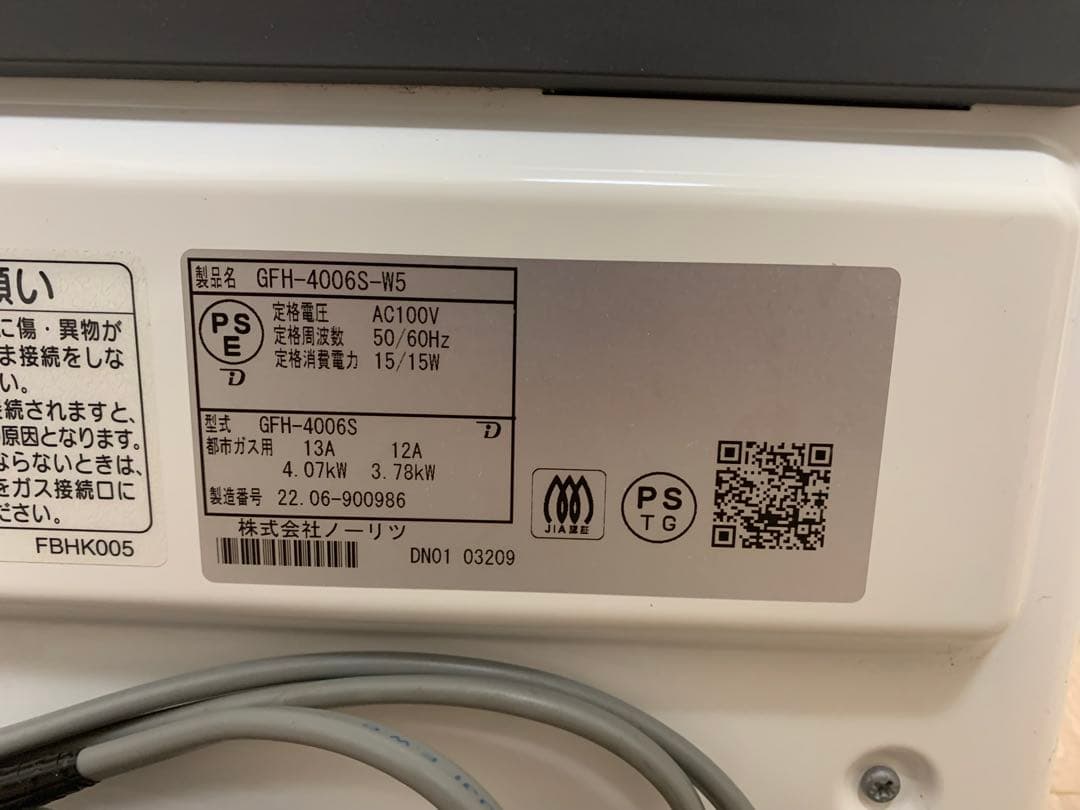 願い
に傷・異物が
ま接続をしな
い。
続されますと、
原因となります。
ならないときは、
をガス接続口に
ださい。
FBHK005
製品名 GFH-4006S-W5
PS
E
定格電圧 AC100V
定格周波数 50/60Hz
定格消費電力 15/15W
型式 GFH-4006S
都市ガス用 13A 12A
4.07kW 3.78kW
製造番号 22.06-900986
株式会社ノーリツ
DN01 03209
JIA認証
PS
TG